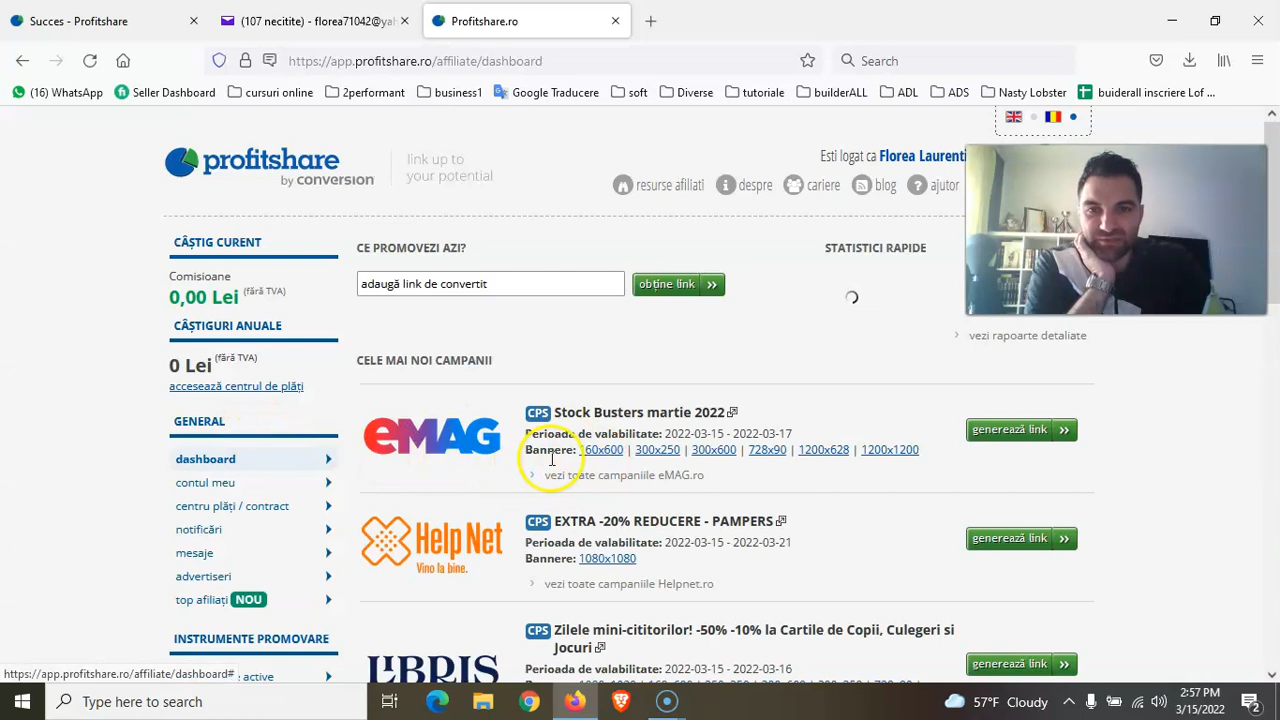 Succes - Profitshare
(107 necitite) - florea71042@yah
Profitshare.ro
https://app.profitshare.ro/affiliate/dashboard
Search
(16) WhatsApp
Seller Dashboard
cursuri online
2performant
business1
Google Traducere
soft
Diverse
tutoriale
builderALL
ADL
ADS
Nasty Lobster
buiderall inscriere Lof ...
profitshare
by conversion
link up to
your potential
Esti logat ca Florea Laurenti
resurse afiliati
despre
cariere
blog
ajutor
CÂȘTIG CURENT
Comisioane
0,00 Lei (fără TVA)
CÂȘTIGURI ANUALE
0 Lei (fără TVA)
accesează centrul de plăți
GENERAL
dashboard
contul meu
centru plăți / contract
notificări
mesaje
advertiseri
top afiliați NOU
INSTRUMENTE PROMOVARE
active
CE PROMOVEZI AZI?
adaugă link de convertit
obține link
STATISTICI RAPIDE
vezi rapoarte detaliate
CELE MAI NOI CAMPANII
eMAG
CPS Stock Busters martie 2022
Perioada de valabilitate: 2022-03-15 - 2022-03-17
Bannere: 160x600 | 300x250 | 300x600 | 728x90 | 1200x628 | 1200x1200
vezi toate campaniile eMAG.ro
generează link
Help Net
Vino la bine.
CPS EXTRA -20% REDUCERE - PAMPERS
Perioada de valabilitate: 2022-03-15 - 2022-03-21
Bannere: 1080x1080
vezi toate campaniile Helpnet.ro
generează link
LIBRIS
CPS Zilele mini-cititorilor! -50% -10% la Cartile de Copii, Culegeri si
Jocuri
Perioada de valabilitate: 2022-03-15 - 2022-03-16
generează link
https://app.profitshare.ro/affiliate/dashboard#
Type here to search
57°F Cloudy
2:57 PM
3/15/2022
2